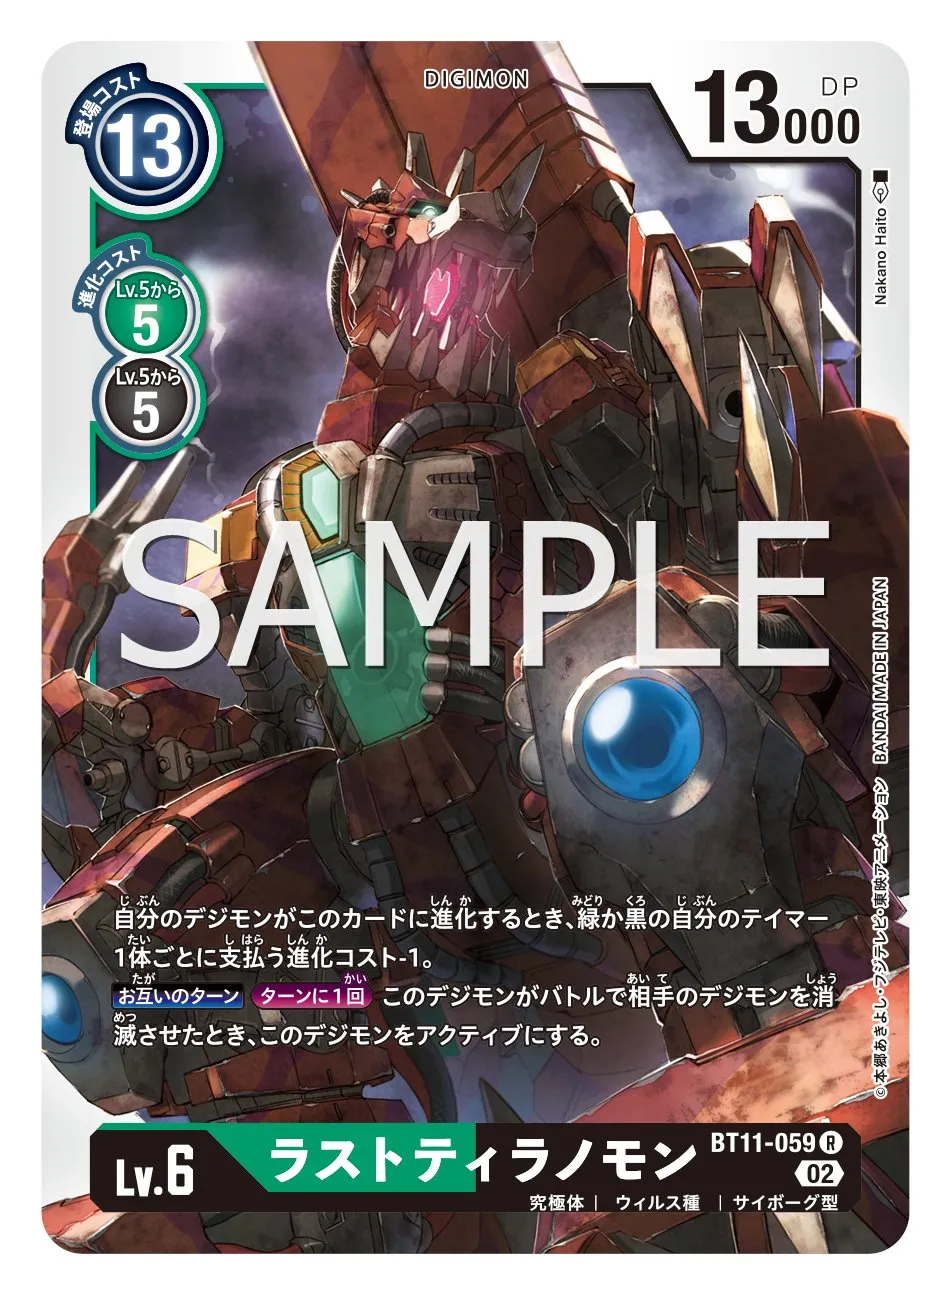 DIGIMON
登場コスト
13
13000
DP
進化コスト
Lv.5から
5
Lv.5から
5
Nakano Haito
SAMPLE
BANDAI MADE IN JAPAN
©本郷あきよし・フジテレビ・東映アニメーション
自分のデジモンがこのカードに進化するとき、緑か黒の自分のテイマー
1体ごとに支払う進化コスト-1。
お互いのターン ターンに1回 このデジモンがバトルで相手のデジモンを消
滅させたとき、このデジモンをアクティブにする。
Lv.6
ラストティラノモン
BT11-059 R
02
究極体 | ウィルス種 | サイボーグ型